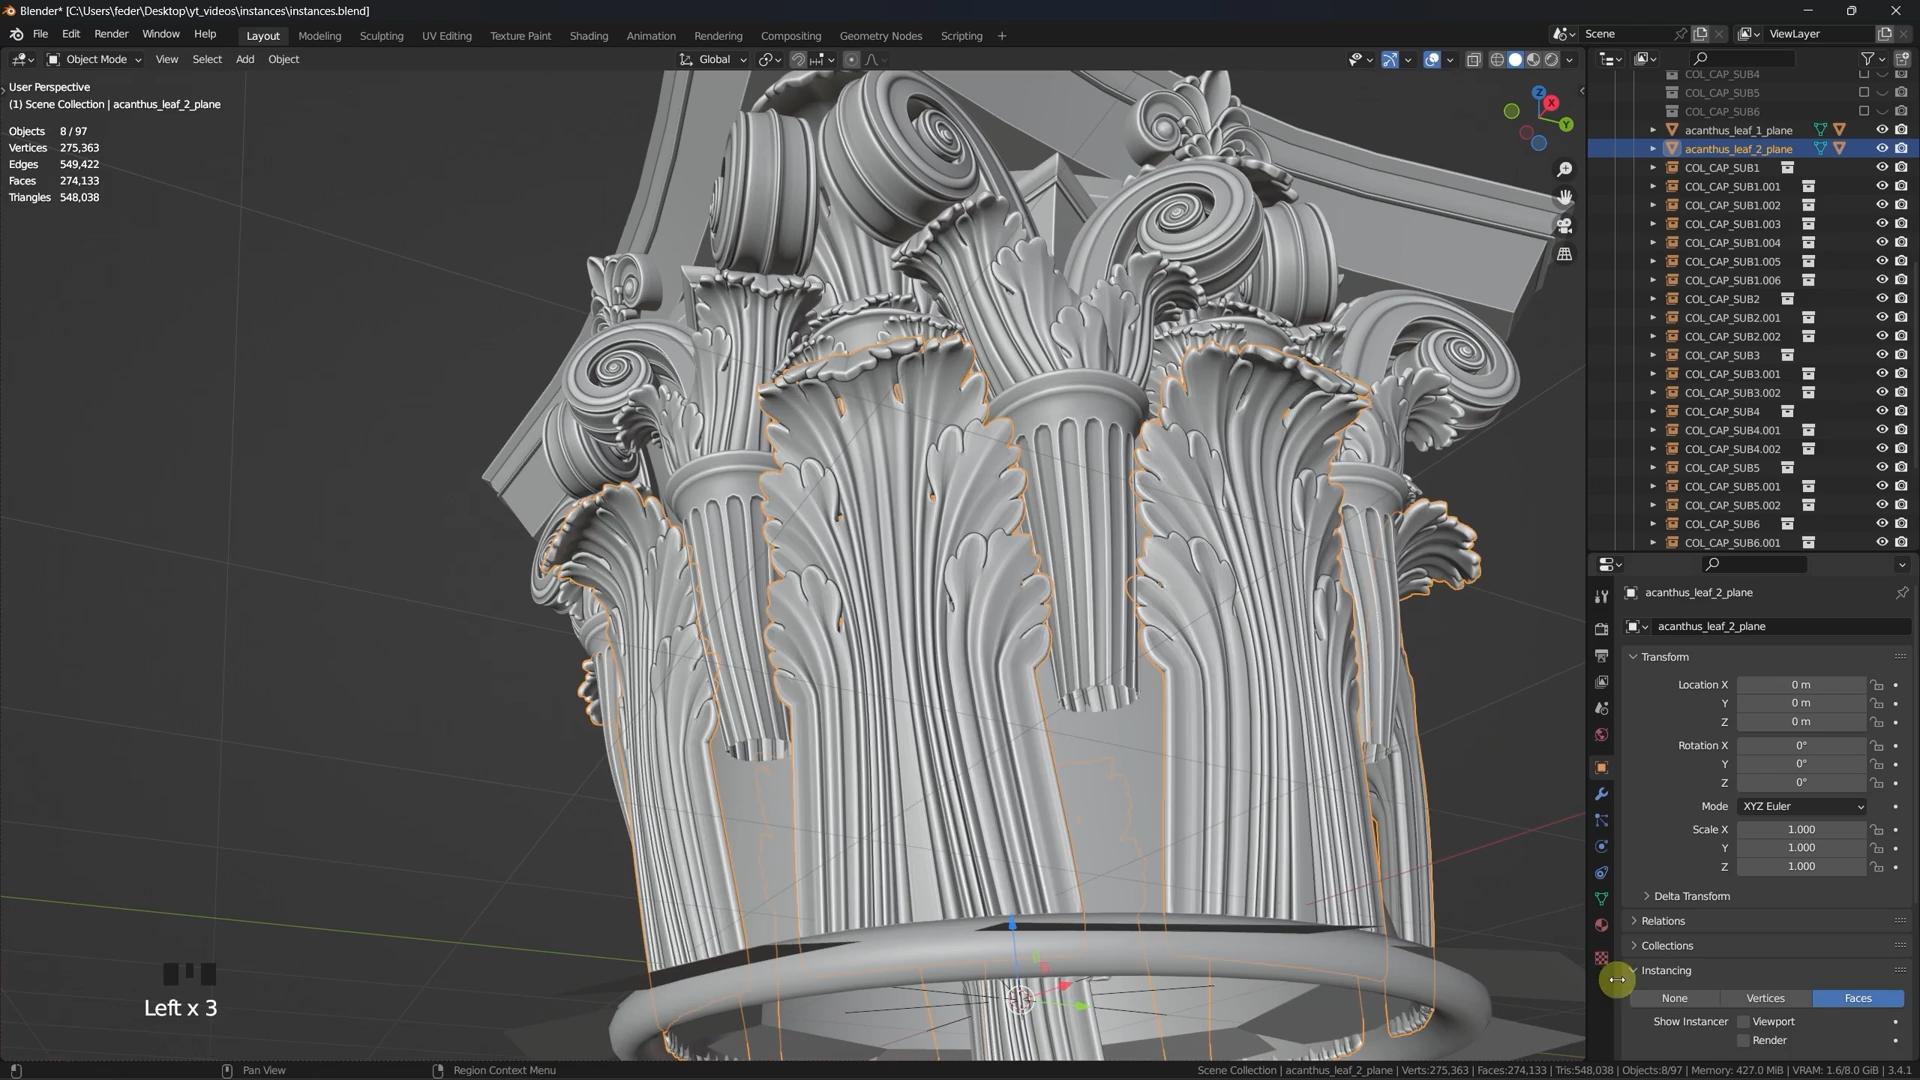 Blender* [C:\Users\feder\Desktop\yt_videos\instances\instances.blend]
File Edit Render Window Help Layout Modeling Sculpting UV Editing Texture Paint Shading Animation Rendering Compositing Geometry Nodes Scripting + Scene ViewLayer
Object Mode View Select Add Object Global
User Perspective
(1) Scene Collection | acanthus_leaf_2_plane
Objects 8 / 97
Vertices 275,363
Edges 549,422
Faces 274,133
Triangles 548,038
Z
X
Y
Left x 3
COL_CAP_SUB4
COL_CAP_SUB5
COL_CAP_SUB6
acanthus_leaf_1_plane
acanthus_leaf_2_plane
COL_CAP_SUB1
COL_CAP_SUB1.001
COL_CAP_SUB1.002
COL_CAP_SUB1.003
COL_CAP_SUB1.004
COL_CAP_SUB1.005
COL_CAP_SUB1.006
COL_CAP_SUB2
COL_CAP_SUB2.001
COL_CAP_SUB2.002
COL_CAP_SUB3
COL_CAP_SUB3.001
COL_CAP_SUB3.002
COL_CAP_SUB4
COL_CAP_SUB4.001
COL_CAP_SUB4.002
COL_CAP_SUB5
COL_CAP_SUB5.001
COL_CAP_SUB5.002
COL_CAP_SUB6
COL_CAP_SUB6.001
acanthus_leaf_2_plane
acanthus_leaf_2_plane
Transform
Location X 0 m
Y 0 m
Z 0 m
Rotation X 0°
Y 0°
Z 0°
Mode XYZ Euler
Scale X 1.000
Y 1.000
Z 1.000
Delta Transform
Relations
Collections
Instancing
None Vertices Faces
Show Instancer Viewport
Render
Pan View Region Context Menu Scene Collection | acanthus_leaf_2_plane | Verts:275,363 | Faces:274,133 | Tris:548,038 | Objects:8/97 | Memory: 427.0 MiB | VRAM: 1.6/8.0 GiB | 3.4.1